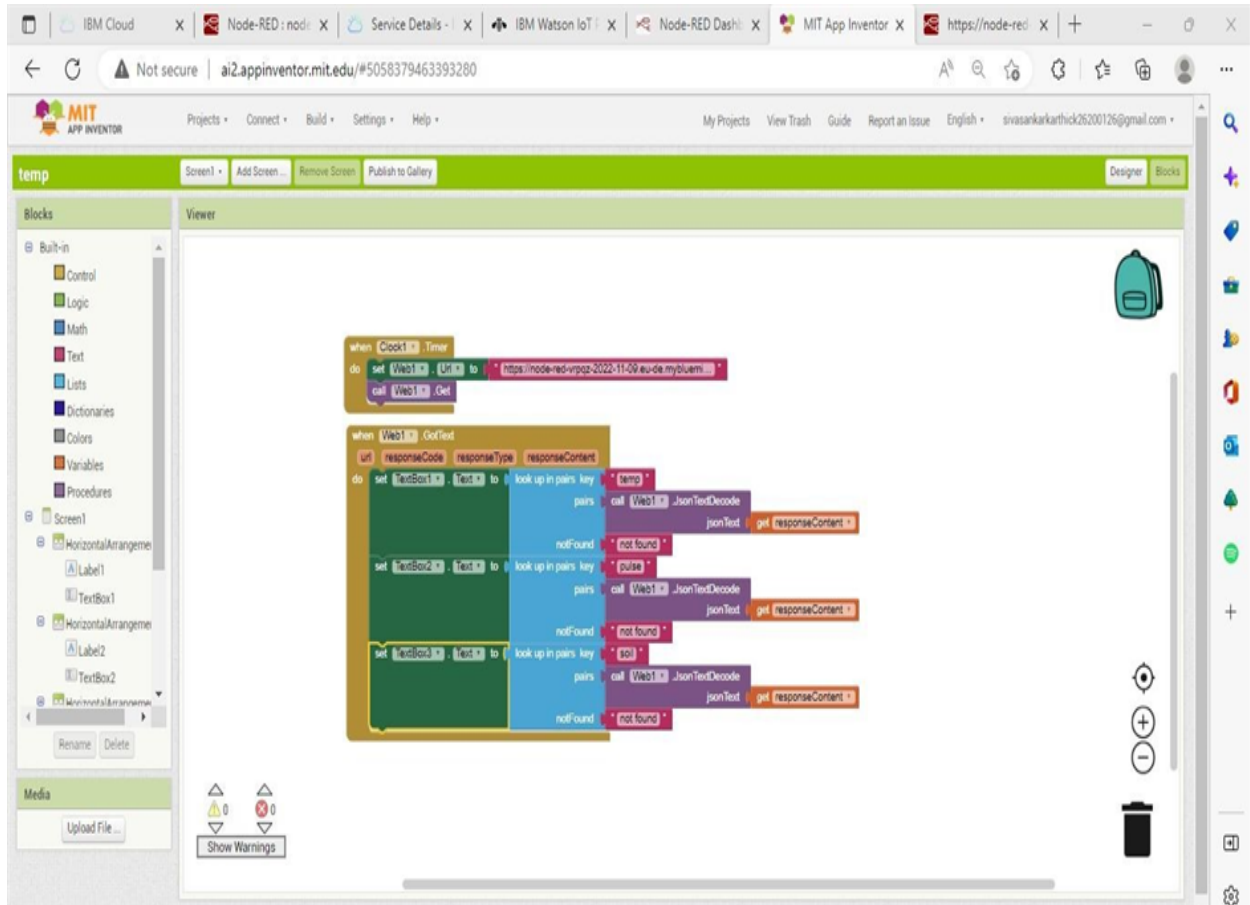 IBM Cloud
Node-RED : node
Service Details - I
IBM Watson IoT P
Node-RED Dashb
MIT App Inventor
https://node-red-
Not secure | ai2.appinventor.mit.edu/#5058379463393280
MIT
APP INVENTOR
Projects Connect Build Settings Help
My Projects View Trash Guide Report an Issue English sivasankarkarthick26200126@gmail.com
temp
Screen1 Add Screen ... Remove Screen Publish to Gallery
Designer Blocks
Blocks
Viewer
Built-in
Control
Logic
Math
Text
Lists
Dictionaries
Colors
Variables
Procedures
Screen1
HorizontalArrangemen
Label1
TextBox1
HorizontalArrangemen
Label2
TextBox2
HorizontalArrangemen
Rename Delete
Media
Upload File ...
when Clock1 .Timer
do set Web1 . Url to " https://node-red-vrpqz-2022-11-09.eu-de.mybluemi... "
call Web1 .Get
when Web1 .GotText
url responseCode responseType responseContent
do set TextBox1 . Text to look up in pairs key " temp "
pairs call Web1 .JsonTextDecode
jsonText get responseContent
notFound " not found "
set TextBox2 . Text to look up in pairs key " pulse "
pairs call Web1 .JsonTextDecode
jsonText get responseContent
notFound " not found "
set TextBox3 . Text to look up in pairs key " soil "
pairs call Web1 .JsonTextDecode
jsonText get responseContent
notFound " not found "
0 0
Show Warnings